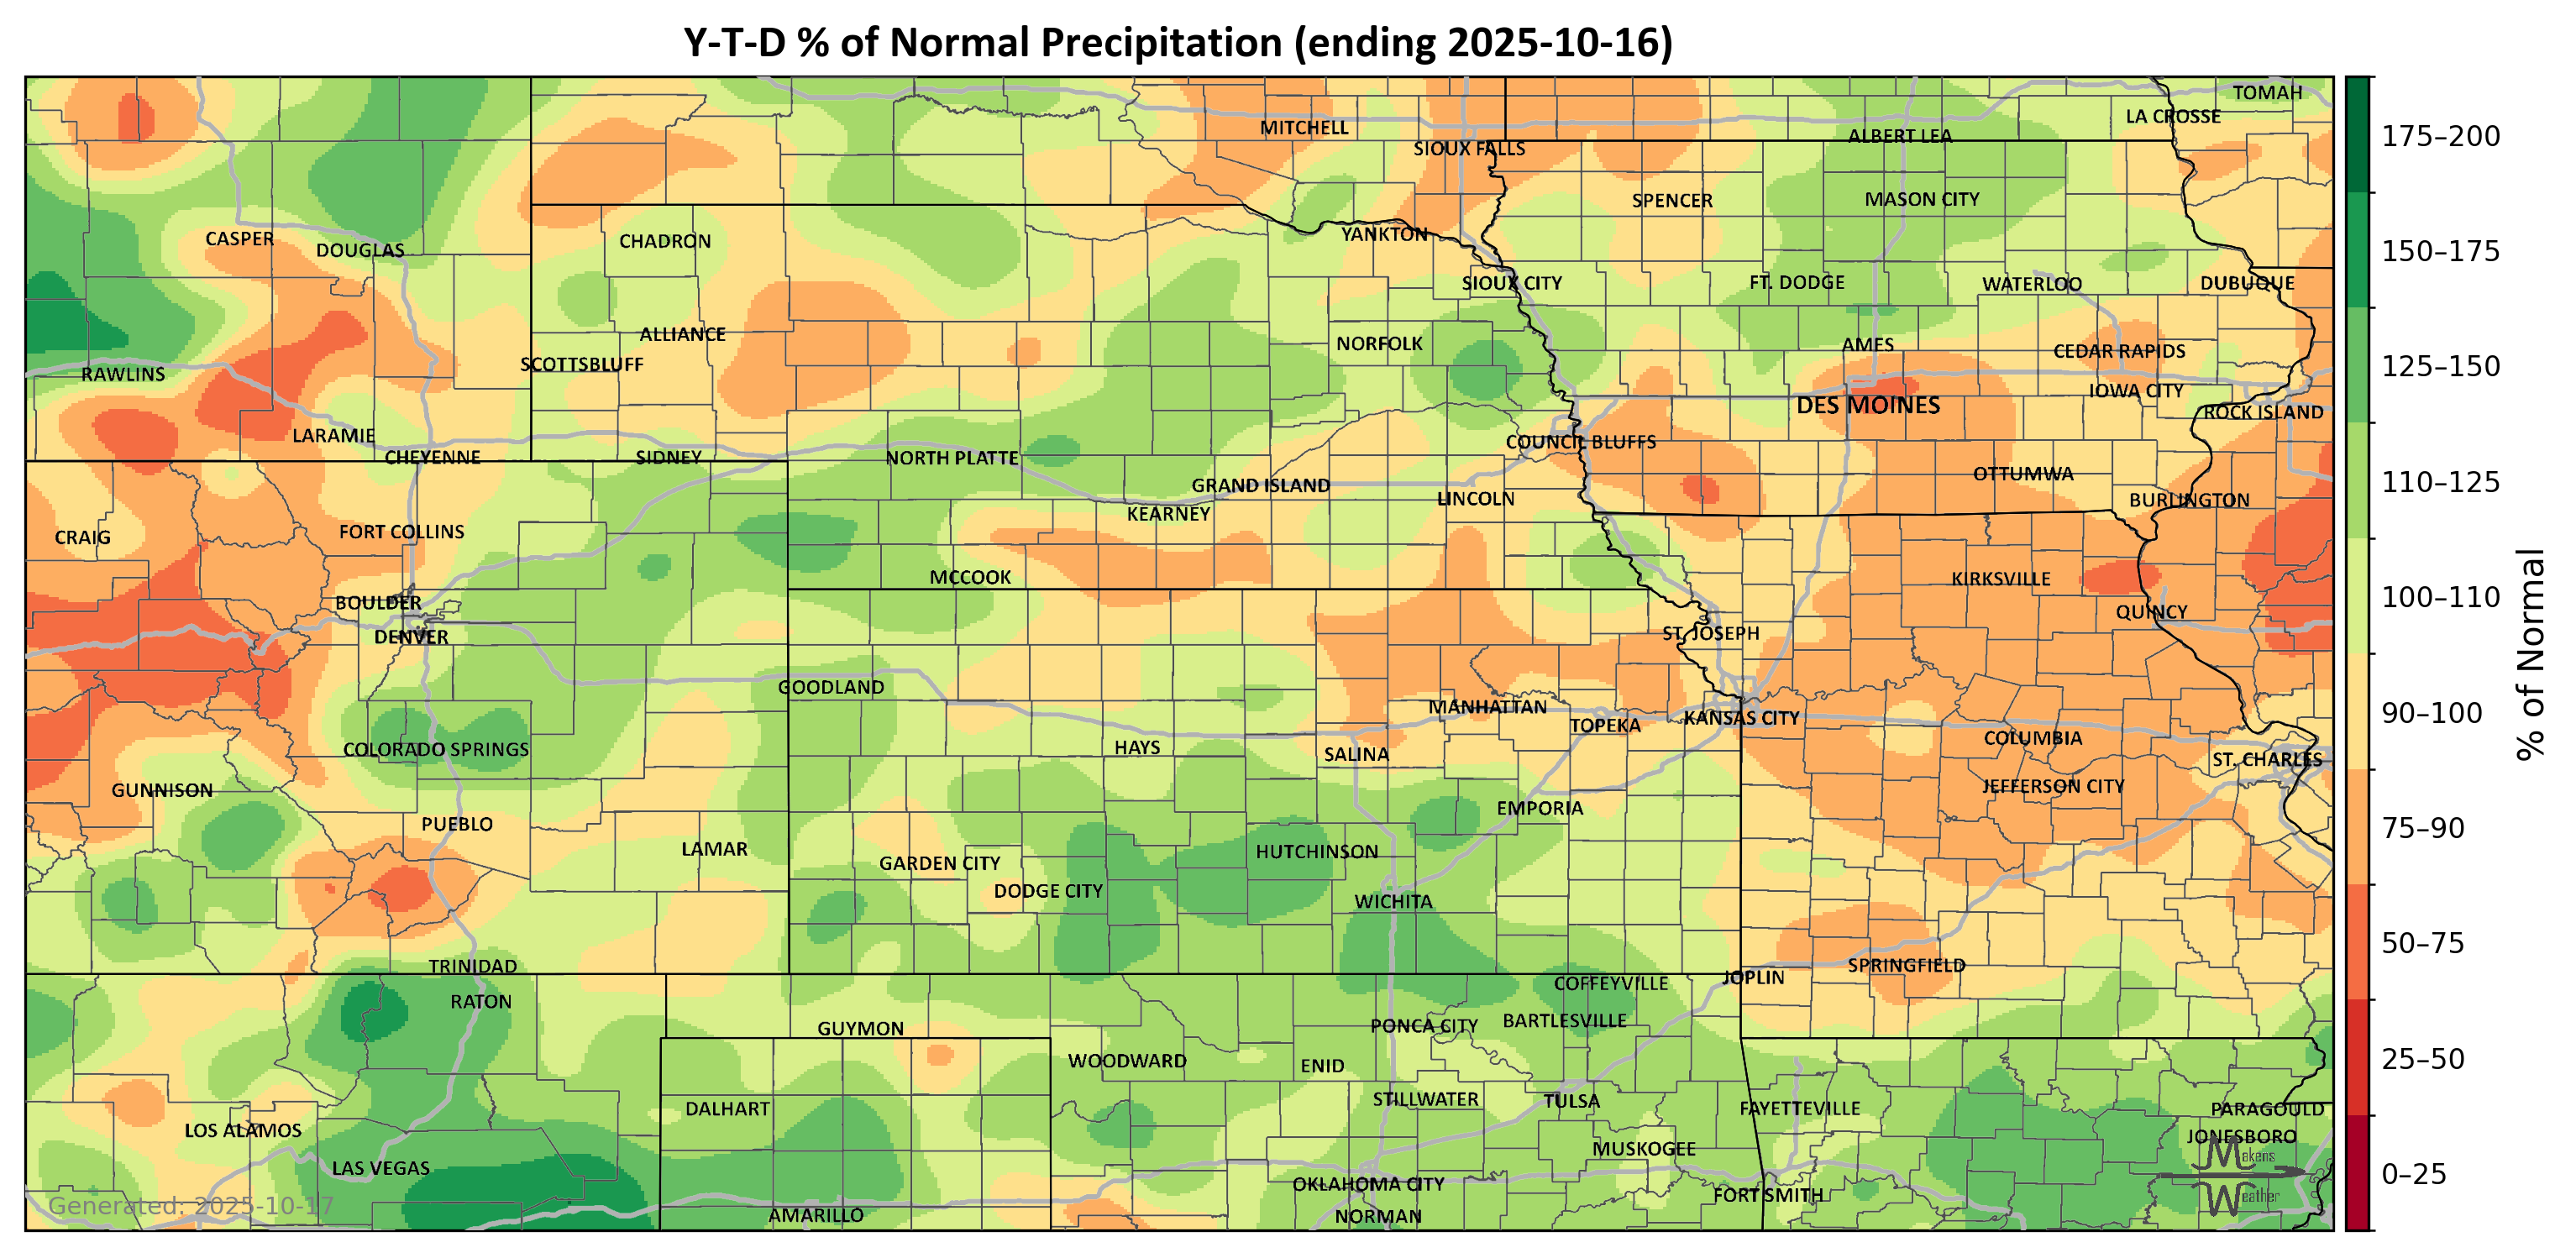 Y-T-D % of Normal Precipitation (ending 2025-10-16)
TOMAH
LA CROSSE
MITCHELL
ALBERT LEA
SIOUX FALLS
SPENCER
MASON CITY
CASPER
DOUGLAS
CHADRON
YANKTON
SIOUX CITY
FT. DODGE
WATERLOO
DUBUQUE
ALLIANCE
NORFOLK
AMES
CEDAR RAPIDS
SCOTTSBLUFF
RAWLINS
IOWA CITY
DES MOINES
ROCK ISLAND
LARAMIE
COUNCIL BLUFFS
CHEYENNE
SIDNEY
NORTH PLATTE
OTTUMWA
GRAND ISLAND
LINCOLN
BURLINGTON
KEARNEY
CRAIG
FORT COLLINS
MCCOOK
KIRKSVILLE
BOULDER
QUINCY
DENVER
ST. JOSEPH
GOODLAND
MANHATTAN
TOPEKA
KANSAS CITY
COLUMBIA
COLORADO SPRINGS
HAYS
SALINA
ST. CHARLES
GUNNISON
JEFFERSON CITY
EMPORIA
PUEBLO
LAMAR
HUTCHINSON
GARDEN CITY
DODGE CITY
WICHITA
TRINIDAD
SPRINGFIELD
JOPLIN
COFFEYVILLE
RATON
GUYMON
PONCA CITY
BARTLESVILLE
WOODWARD
ENID
STILLWATER
TULSA
DALHART
FAYETTEVILLE
PARAGOULD
LOS ALAMOS
JONESBORO
MUSKOGEE
LAS VEGAS
OKLAHOMA CITY
FORT SMITH
AMARILLO
NORMAN
Makens
Weather
Generated: 2025-10-17
175–200
150–175
125–150
110–125
100–110
90–100
75–90
50–75
25–50
0–25
% of Normal